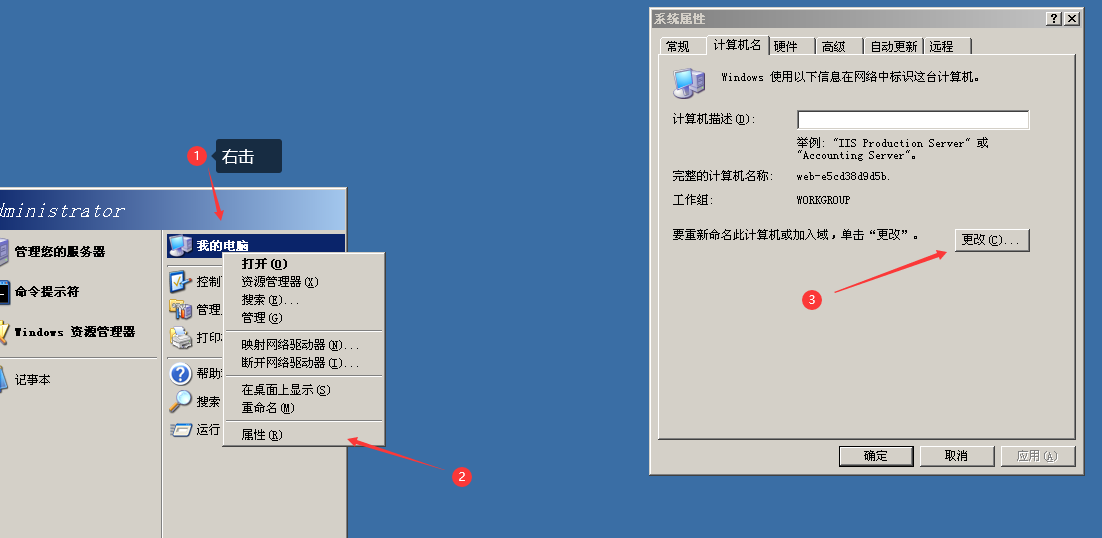 系统属性
常规 计算机名 硬件 高级 自动更新 远程
Windows 使用以下信息在网络中标识这台计算机。
计算机描述(D):
举例: "IIS Production Server" 或
"Accounting Server"。
完整的计算机名称: web-e5cd38d9d5b.
工作组: WORKGROUP
要重新命名此计算机或加入域，单击“更改”。
更改(C)...
3
确定 取消 应用(A)
1 右击
dministrator
管理您的服务器
命令提示符
Windows 资源管理器
记事本
我的电脑
控制
管理
打印
帮助
搜索
运行
打开(O)
资源管理器(X)
搜索(E)...
管理(G)
映射网络驱动器(N)...
断开网络驱动器(I)...
在桌面上显示(S)
重命名(M)
属性(R)
2